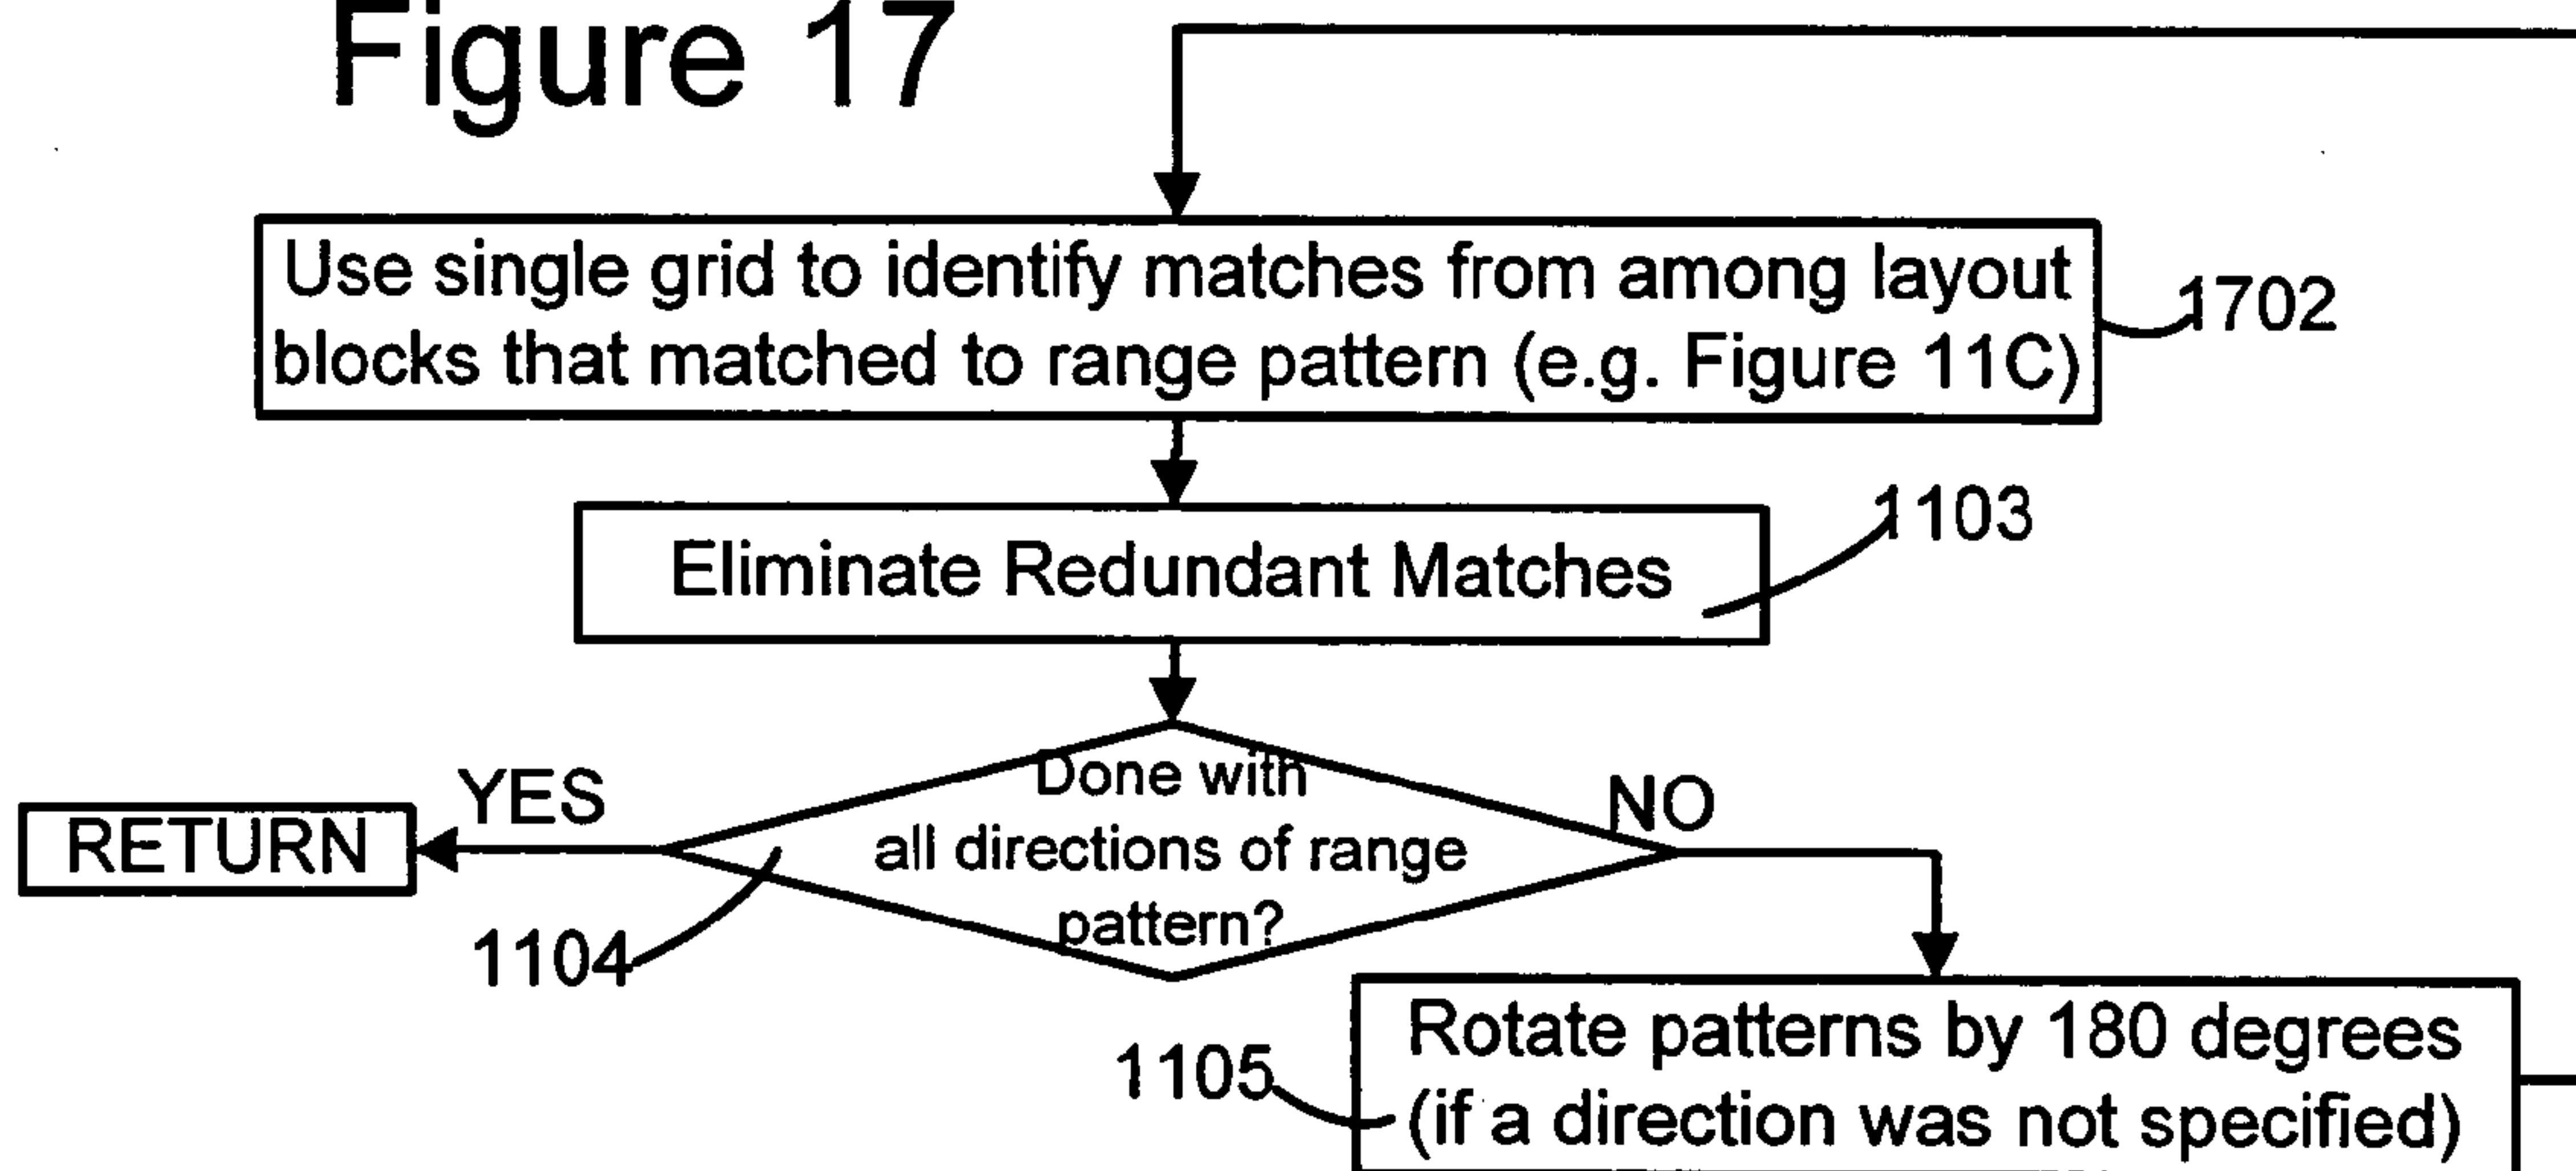 Figure 17
Use single grid to identify matches from among layout
blocks that matched to range pattern (e.g. Figure 11C)
1702
Eliminate Redundant Matches
1103
Done with
all directions of range
pattern?
YES
NO
RETURN
1104
Rotate patterns by 180 degrees
(if a direction was not specified)
1105